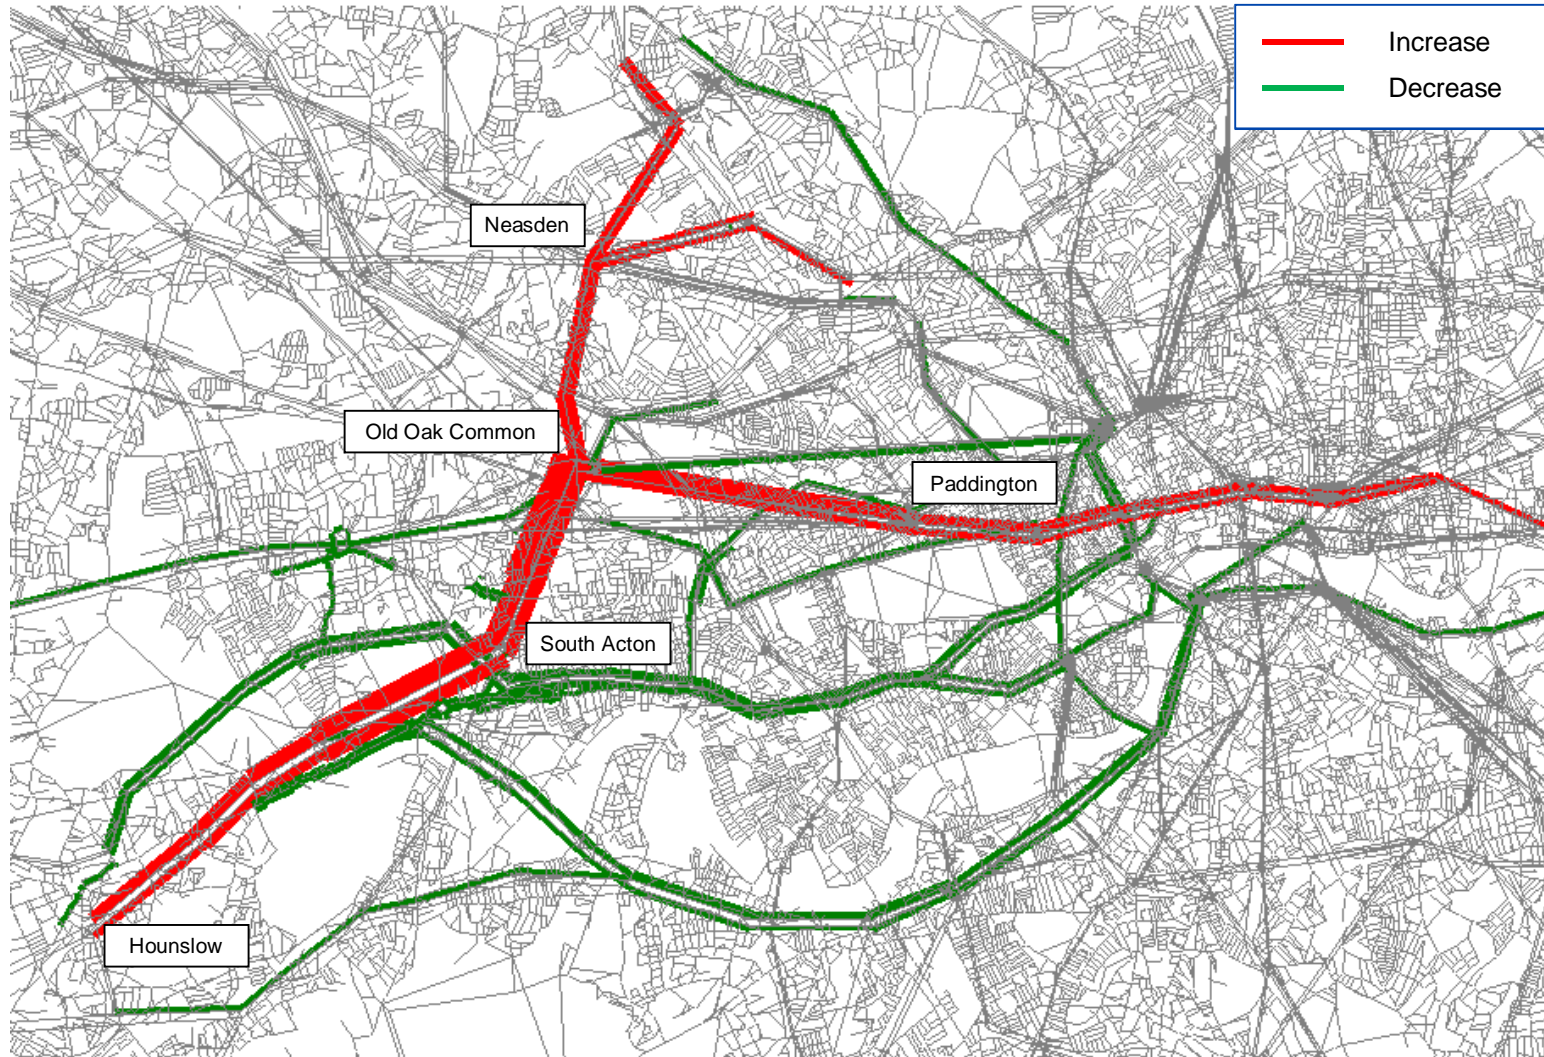 Increase
Decrease
Neasden
Old Oak Common
Paddington
South Acton
Hounslow